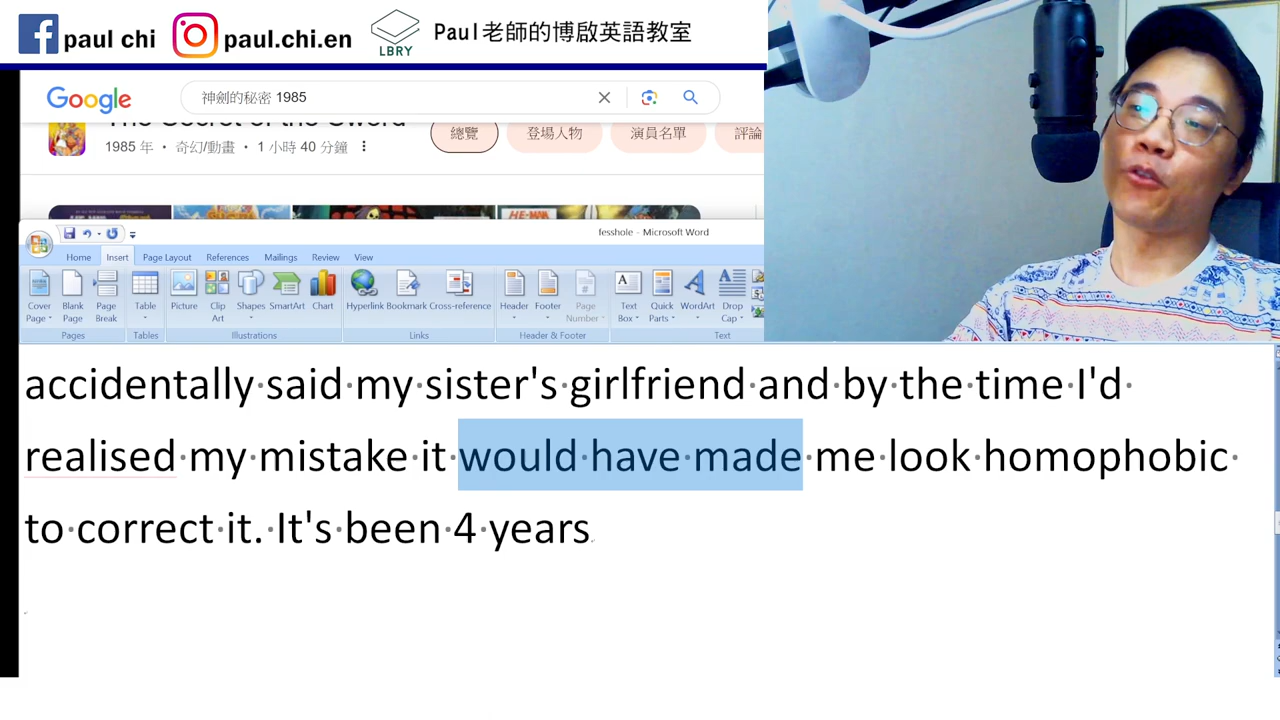 paul chi
paul.chi.en
LBRY
Paul老師的博啟英語教室
Google
神劍的秘密 1985
The Secret of the Sword
1985 年 • 奇幻/動畫 • 1 小時 40 分鐘
總覽
登場人物
演員名單
評論
HE-MAN
fesshole - Microsoft Word
Home Insert Page Layout References Mailings Review View
Cover Page
Blank Page
Page Break
Table
Picture
Clip Art
Shapes
SmartArt
Chart
Hyperlink
Bookmark
Cross-reference
Header
Footer
Page Number
Text Box
Quick Parts
WordArt
Drop Cap
Pages
Tables
Illustrations
Links
Header & Footer
Text
accidentally said my sister's girlfriend and by the time I'd
realised my mistake it would have made me look homophobic
to correct it. It's been 4 years